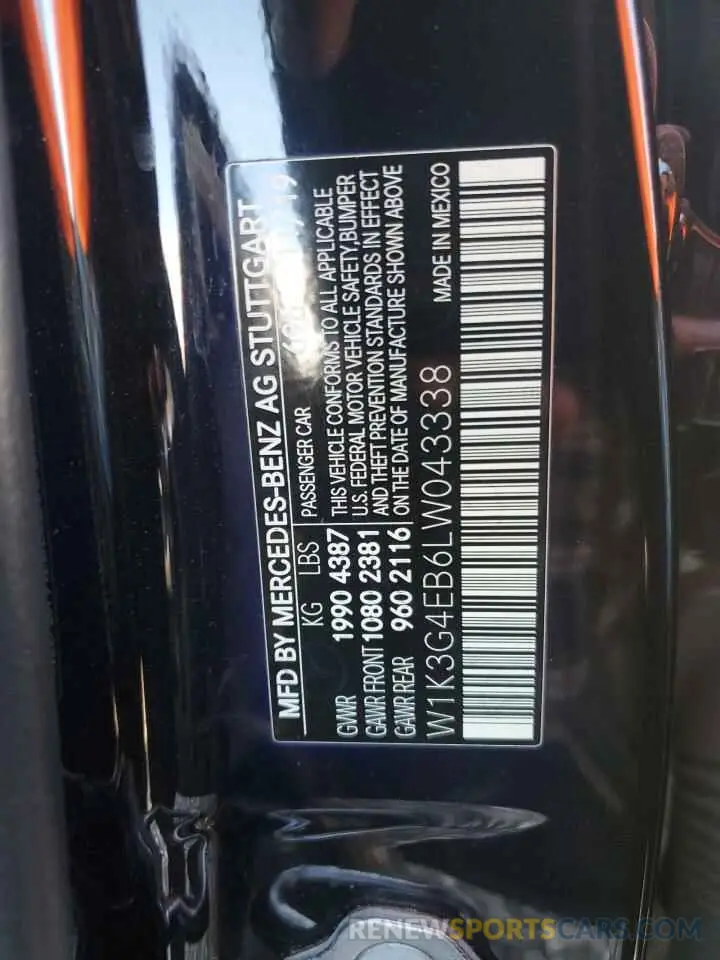 MFD BY MERCEDES-BENZ AG STUTTGART
KG LBS PASSENGER CAR
GVWR 1990 4387
GAWR FRONT 1080 2381
GAWR REAR 960 2116
THIS VEHICLE CONFORMS TO ALL APPLICABLE
U.S. FEDERAL MOTOR VEHICLE SAFETY,BUMPER
AND THEFT PREVENTION STANDARDS IN EFFECT
ON THE DATE OF MANUFACTURE SHOWN ABOVE
W1K3G4EB6LW043338 MADE IN MEXICO
RENEWSPORTSCARS.COM